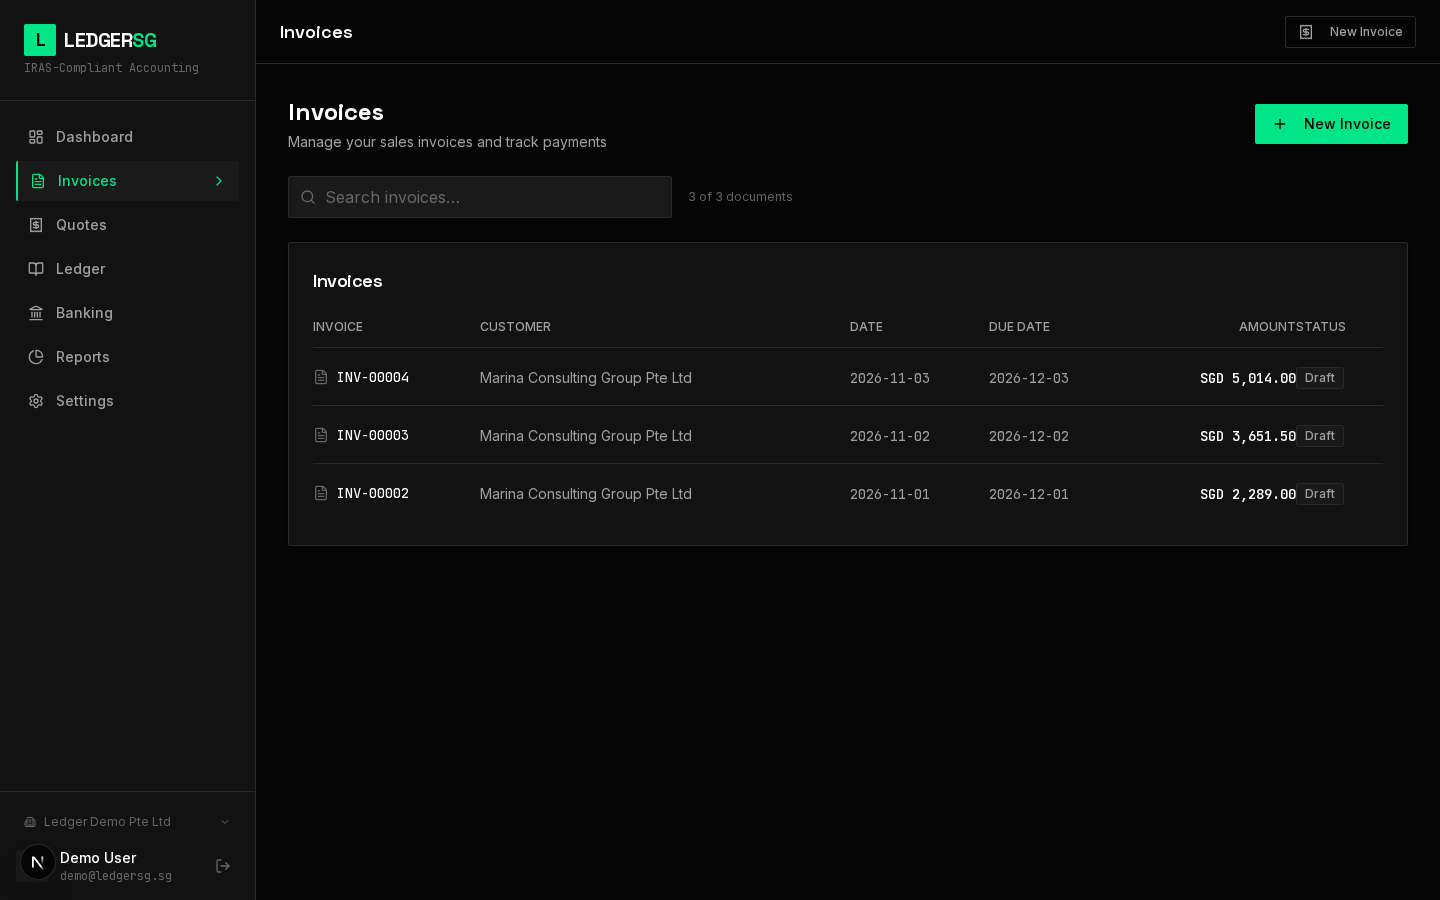 L LEDGERSG
IRAS-Compliant Accounting
Dashboard
Invoices
Quotes
Ledger
Banking
Reports
Settings
Ledger Demo Pte Ltd
N Demo User
demo@ledgersg.sg
Invoices
New Invoice
Invoices
Manage your sales invoices and track payments
New Invoice
Search invoices...
3 of 3 documents
Invoices
INVOICE CUSTOMER DATE DUE DATE AMOUNT STATUS
INV-00004 Marina Consulting Group Pte Ltd 2026-11-03 2026-12-03 SGD 5,014.00 Draft
INV-00003 Marina Consulting Group Pte Ltd 2026-11-02 2026-12-02 SGD 3,651.50 Draft
INV-00002 Marina Consulting Group Pte Ltd 2026-11-01 2026-12-01 SGD 2,289.00 Draft